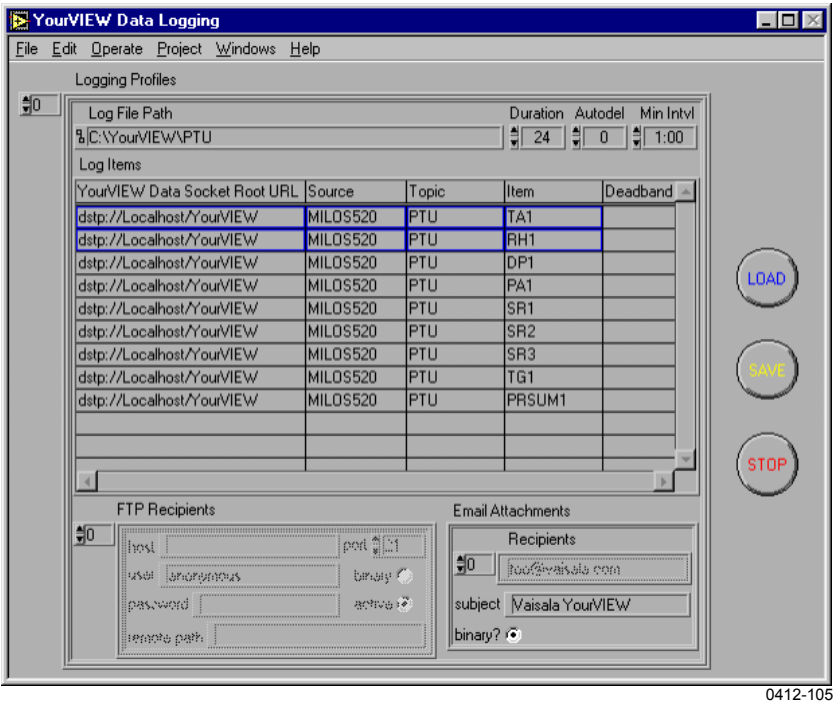 YourVIEW Data Logging
File Edit Operate Project Windows Help
Logging Profiles
0
Log File Path Duration Autodel Min Intvl
C:\YourVIEW\PTU 24 0 1:00
Log Items
YourVIEW Data Socket Root URL Source Topic Item Deadband
dstp://Localhost/YourVIEW MILOS520 PTU TA1
dstp://Localhost/YourVIEW MILOS520 PTU RH1
dstp://Localhost/YourVIEW MILOS520 PTU DP1
dstp://Localhost/YourVIEW MILOS520 PTU PA1
LOAD
dstp://Localhost/YourVIEW MILOS520 PTU SR1
dstp://Localhost/YourVIEW MILOS520 PTU SR2
dstp://Localhost/YourVIEW MILOS520 PTU SR3
dstp://Localhost/YourVIEW MILOS520 PTU TG1
SAVE
dstp://Localhost/YourVIEW MILOS520 PTU PRSUM1
STOP
FTP Recipients
0
host port 21
user anonymous binary
password active
remote path
Email Attachments
Recipients
0 foo@vaisala.com
subject Vaisala YourVIEW
binary?
0412-105